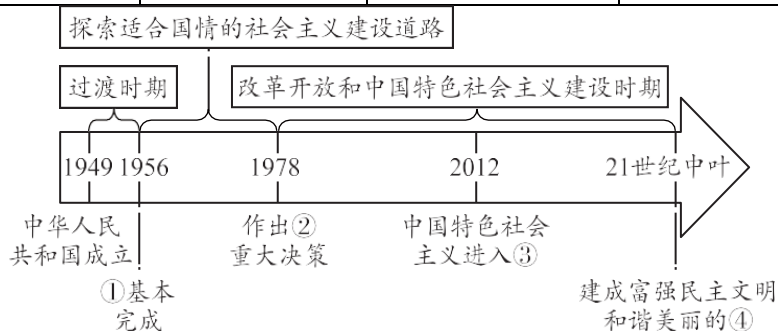 探索适合国情的社会主义建设道路
过渡时期
改革开放和中国特色社会主义建设时期
1949 1956 1978 2012 21世纪中叶
中华人民
共和国成立
作出②
重大决策
中国特色社会
主义进入③
①基本
完成
建成富强民主文明
和谐美丽的④